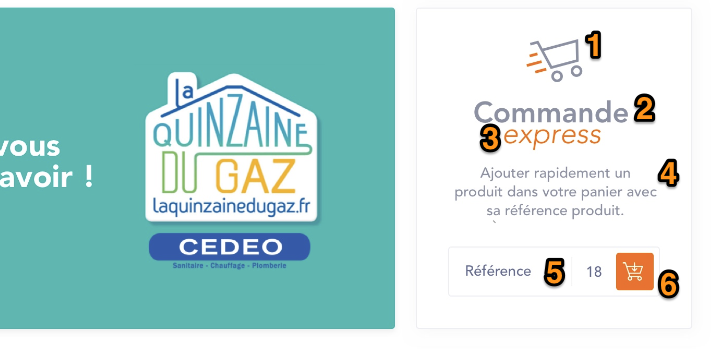 vous
avoir !
La
QUINZAINE
DU GAZ
laquinzainedugaz.fr
CEDEO
Sanitaire - Chauffage - Plomberie
1
Commande 2
3 express
Ajouter rapidement un
produit dans votre panier avec 4
sa référence produit.
Référence 5 18
6